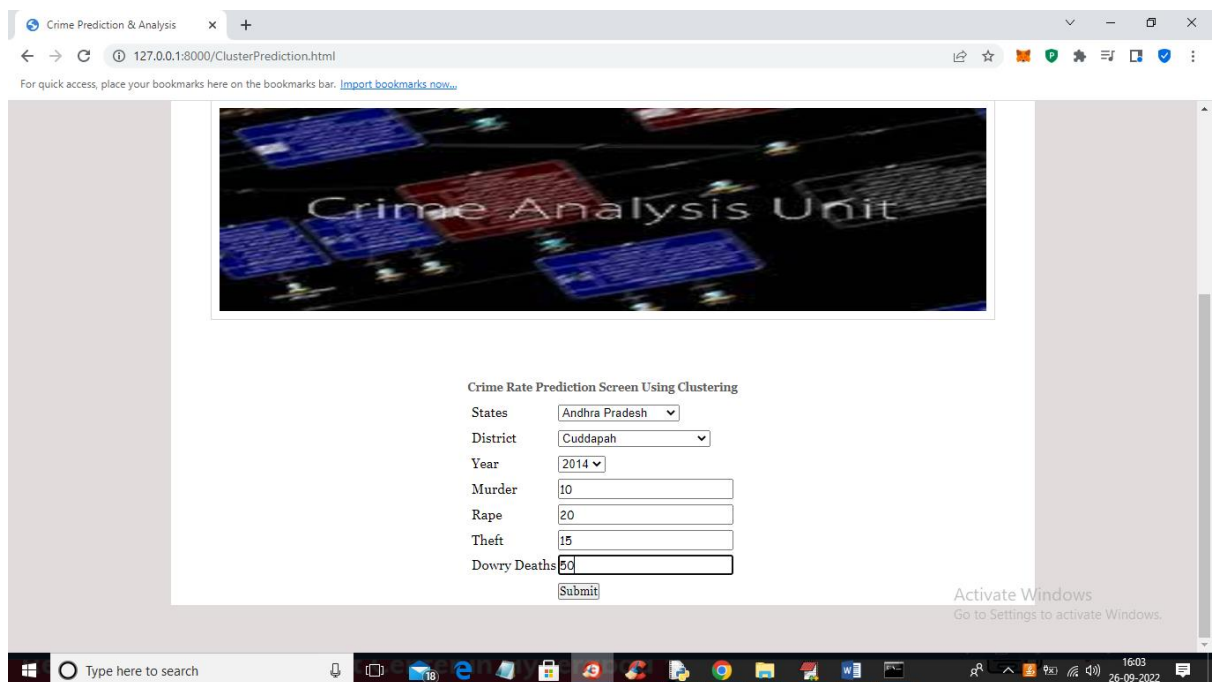 Crime Prediction & Analysis
127.0.0.1:8000/ClusterPrediction.html
For quick access, place your bookmarks here on the bookmarks bar. Import bookmarks now...
Crime Analysis Unit
Crime Rate Prediction Screen Using Clustering
States Andhra Pradesh
District Cuddapah
Year 2014
Murder 10
Rape 20
Theft 15
Dowry Deaths 50
Submit
Activate Windows
Go to Settings to activate Windows.
Type here to search
18
16:03
26-09-2022